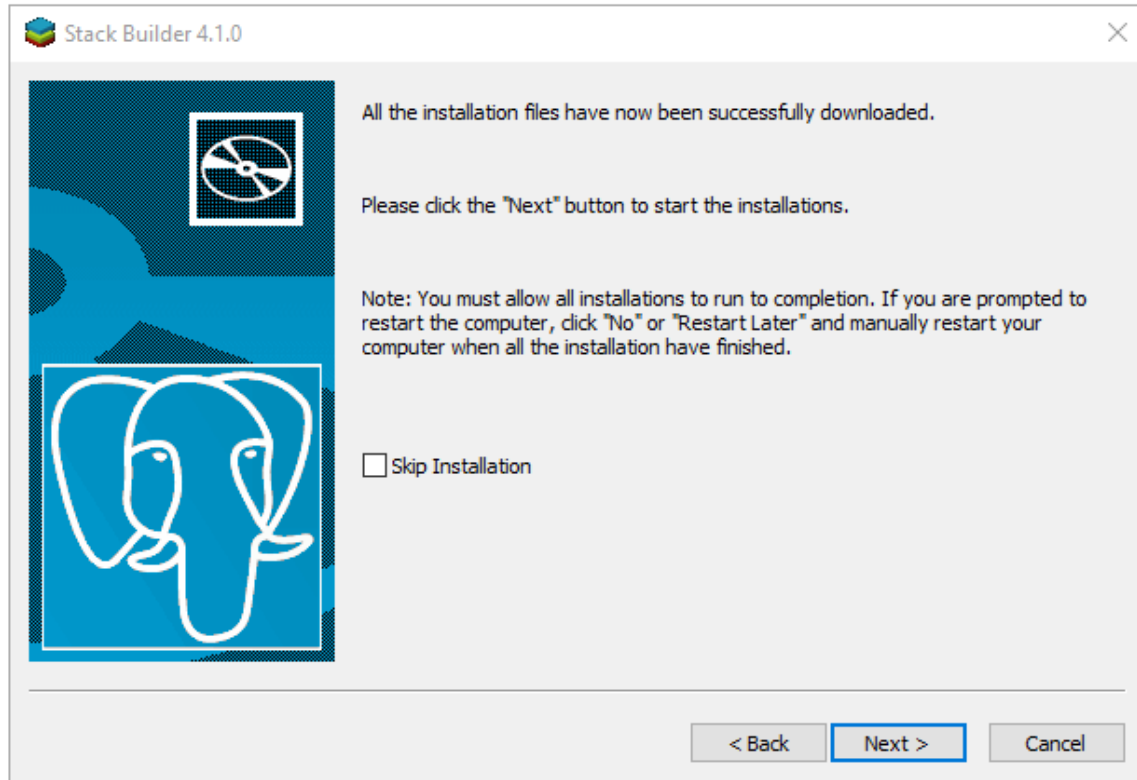 Stack Builder 4.1.0
All the installation files have now been successfully downloaded.
Please click the "Next" button to start the installations.
Note: You must allow all installations to run to completion. If you are prompted to
restart the computer, click "No" or "Restart Later" and manually restart your
computer when all the installation have finished.
Skip Installation
< Back
Next >
Cancel